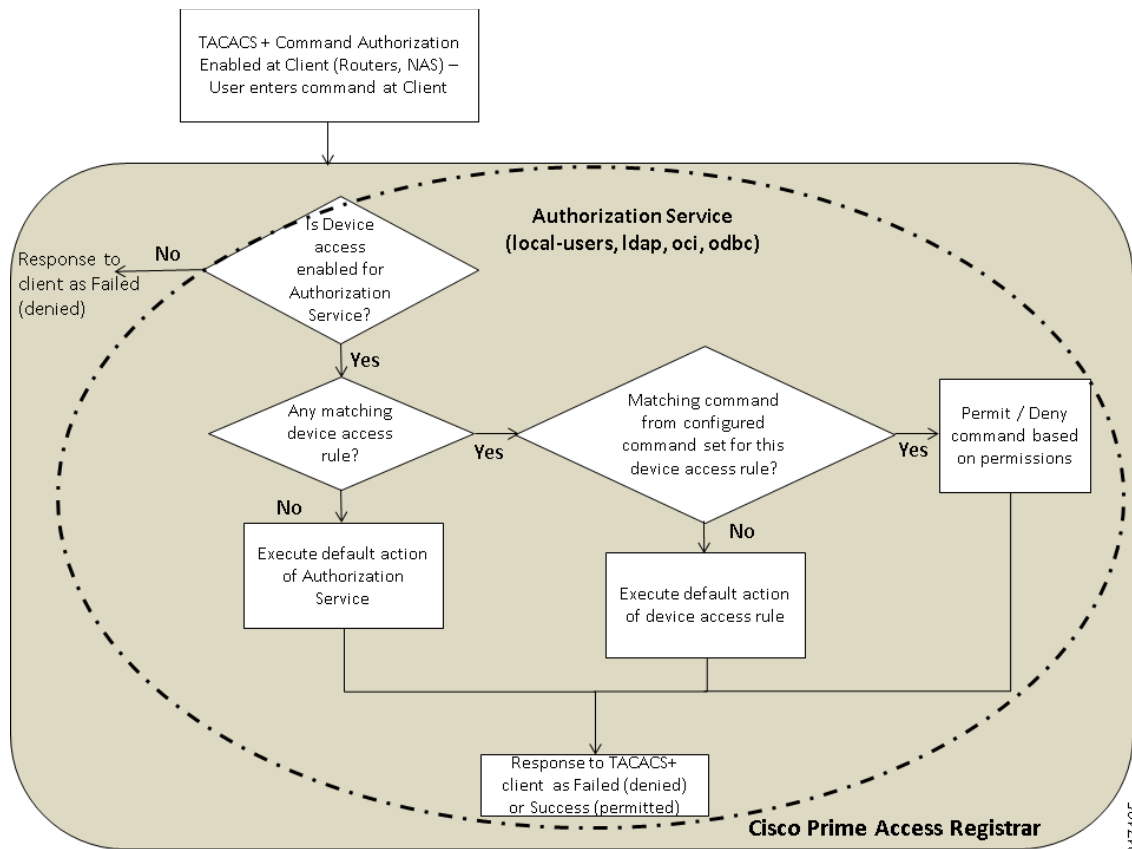 TACACS + Command Authorization
Enabled at Client (Routers, NAS) –
User enters command at Client
Authorization Service
(local-users, ldap, oci, odbc)
Is Device
access
enabled for
Authorization
Service?
No
Response to
client as Failed
(denied)
Yes
Any matching
device access
rule?
Yes
Matching command
from configured
command set for this
device access rule?
Yes
Permit / Deny
command based
on permissions
No
Execute default action
of Authorization
Service
No
Execute default action
of device access rule
Response to TACACS+
client as Failed (denied)
or Success (permitted)
Cisco Prime Access Registrar